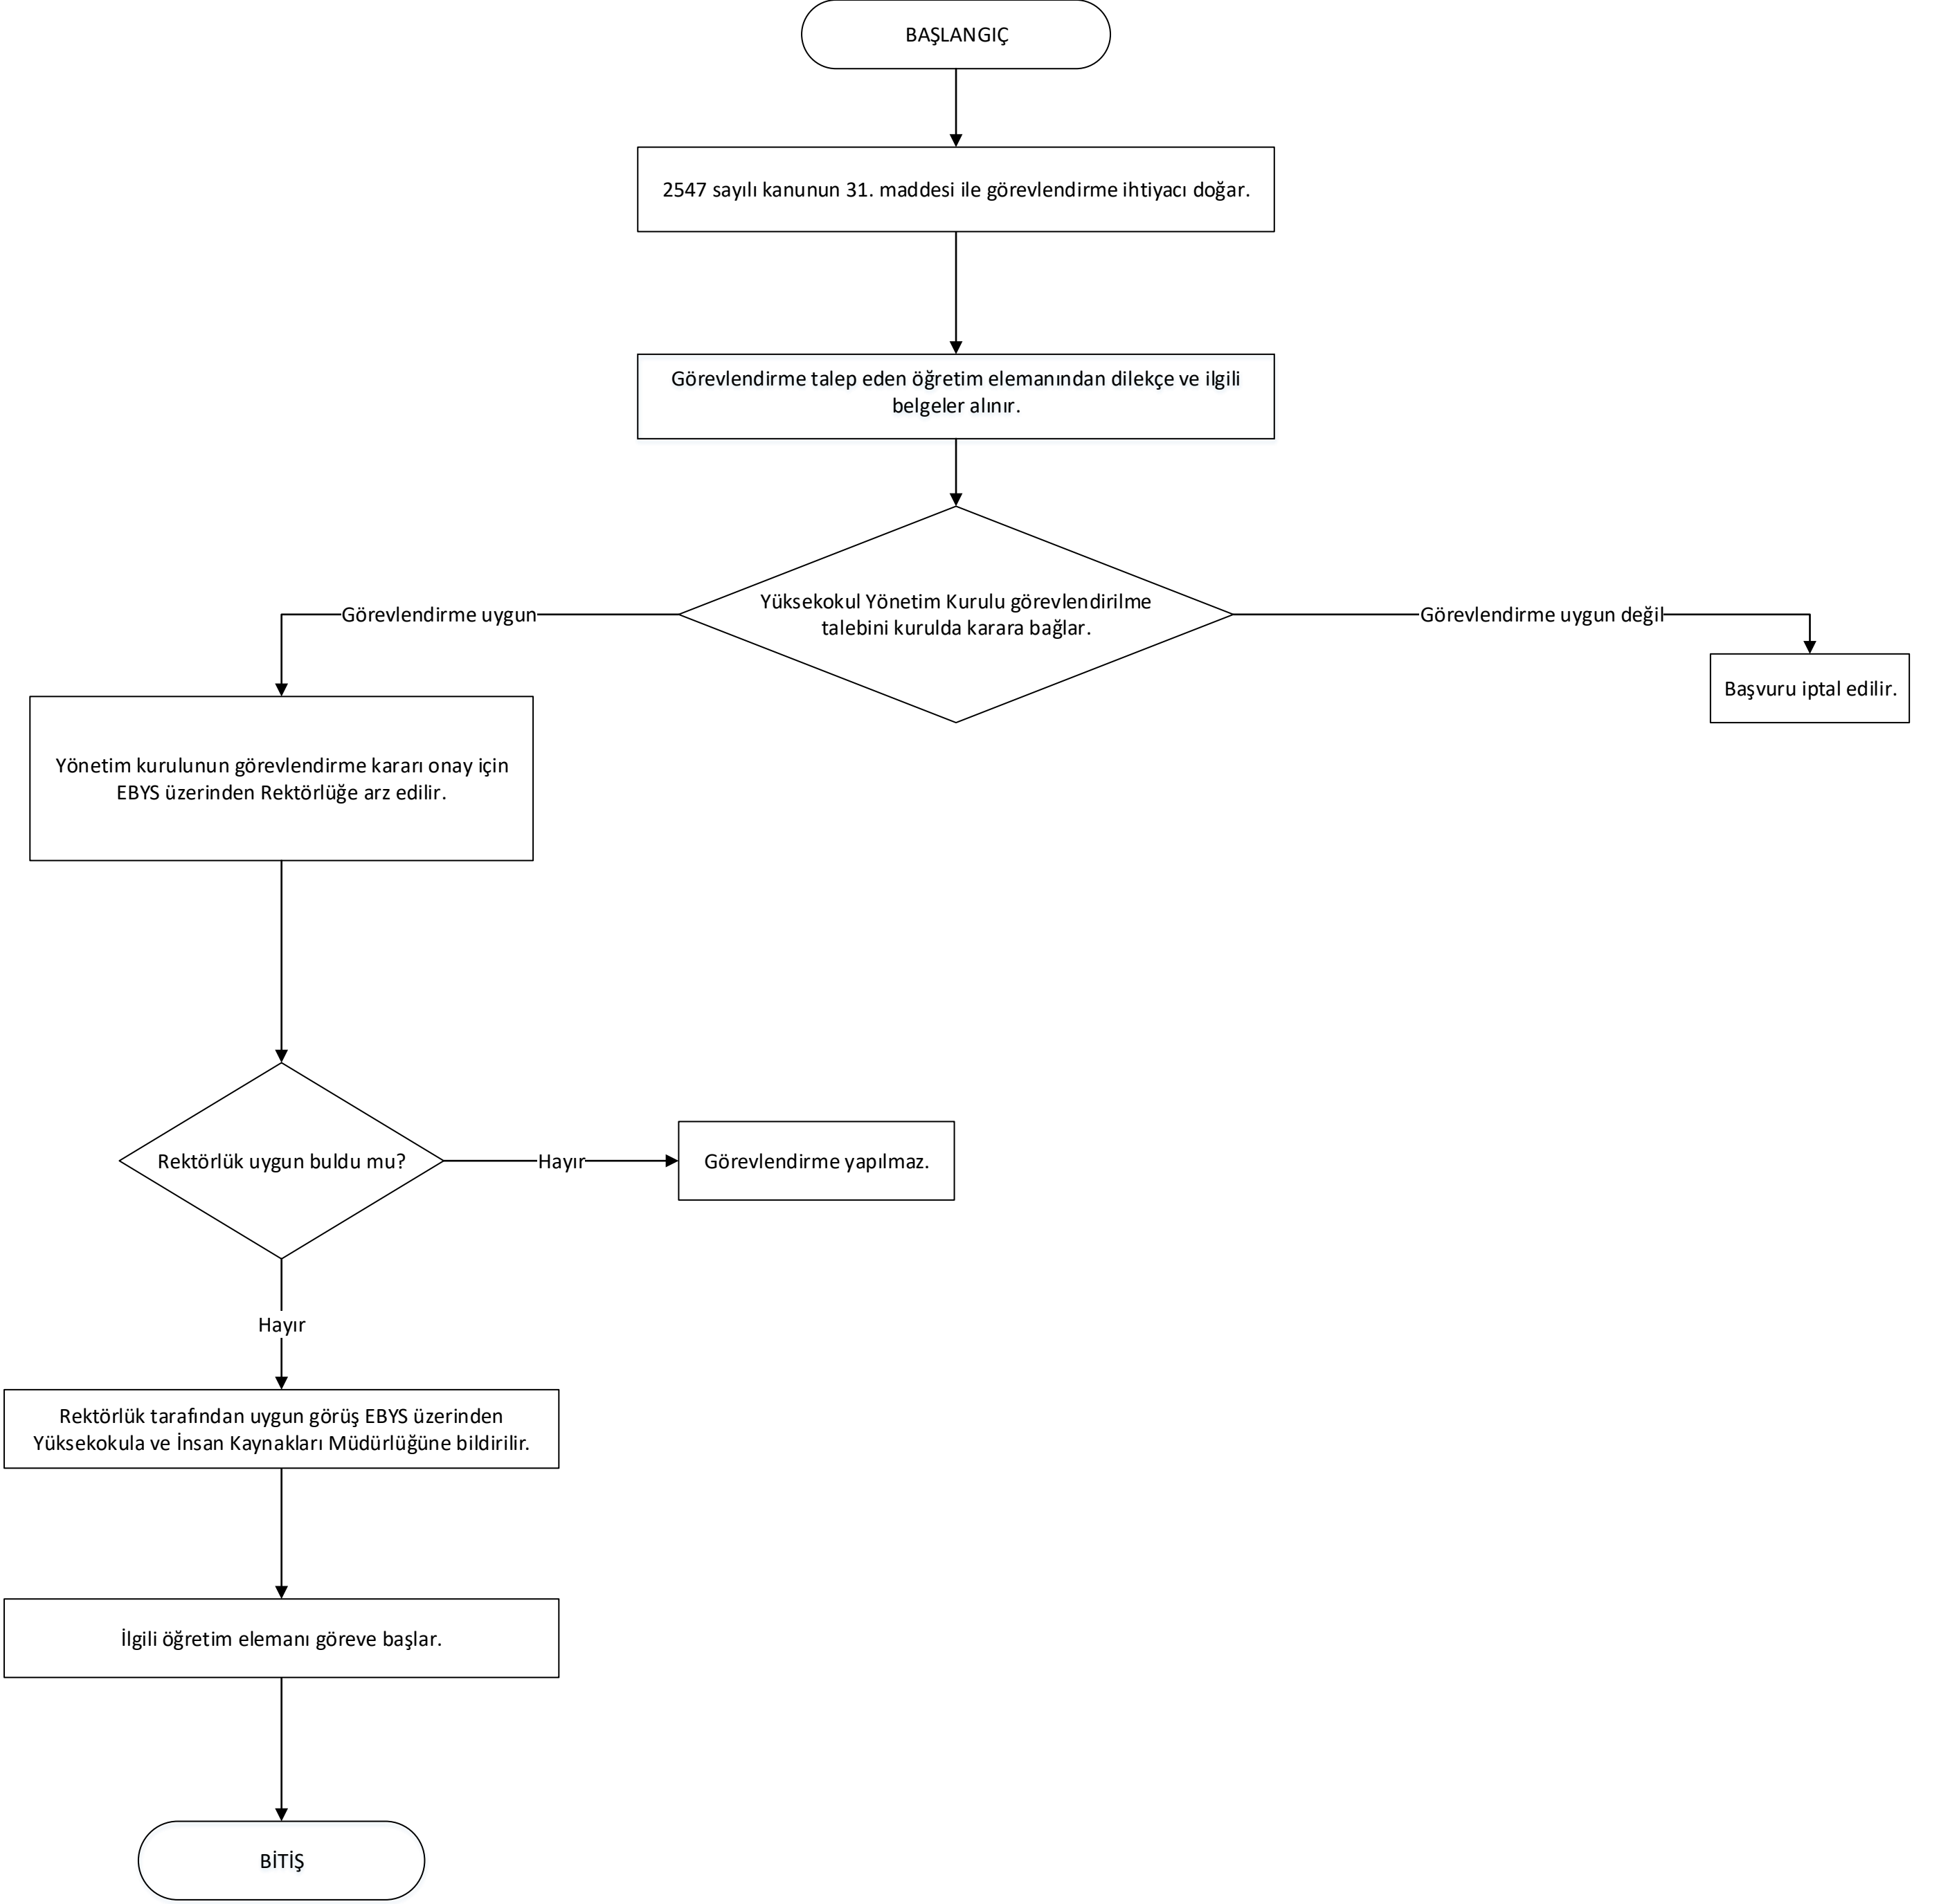 BAŞLANGIÇ
2547 sayılı kanunun 31. maddesi ile görevlendirme ihtiyacı doğar.
Görevlendirme talep eden öğretim elemanından dilekçe ve ilgili
belgeler alınır.
Yüksekokul Yönetim Kurulu görevlendirilme
talebini kurulda karara bağlar.
Görevlendirme uygun
Görevlendirme uygun değil
Başvuru iptal edilir.
Yönetim kurulunun görevlendirme kararı onay için
EBYS üzerinden Rektörlüğe arz edilir.
Rektörlük uygun buldu mu?
Hayır
Görevlendirme yapılmaz.
Hayır
Rektörlük tarafından uygun görüş EBYS üzerinden
Yüksekokula ve İnsan Kaynakları Müdürlüğüne bildirilir.
İlgili öğretim elemanı göreve başlar.
BİTİŞ